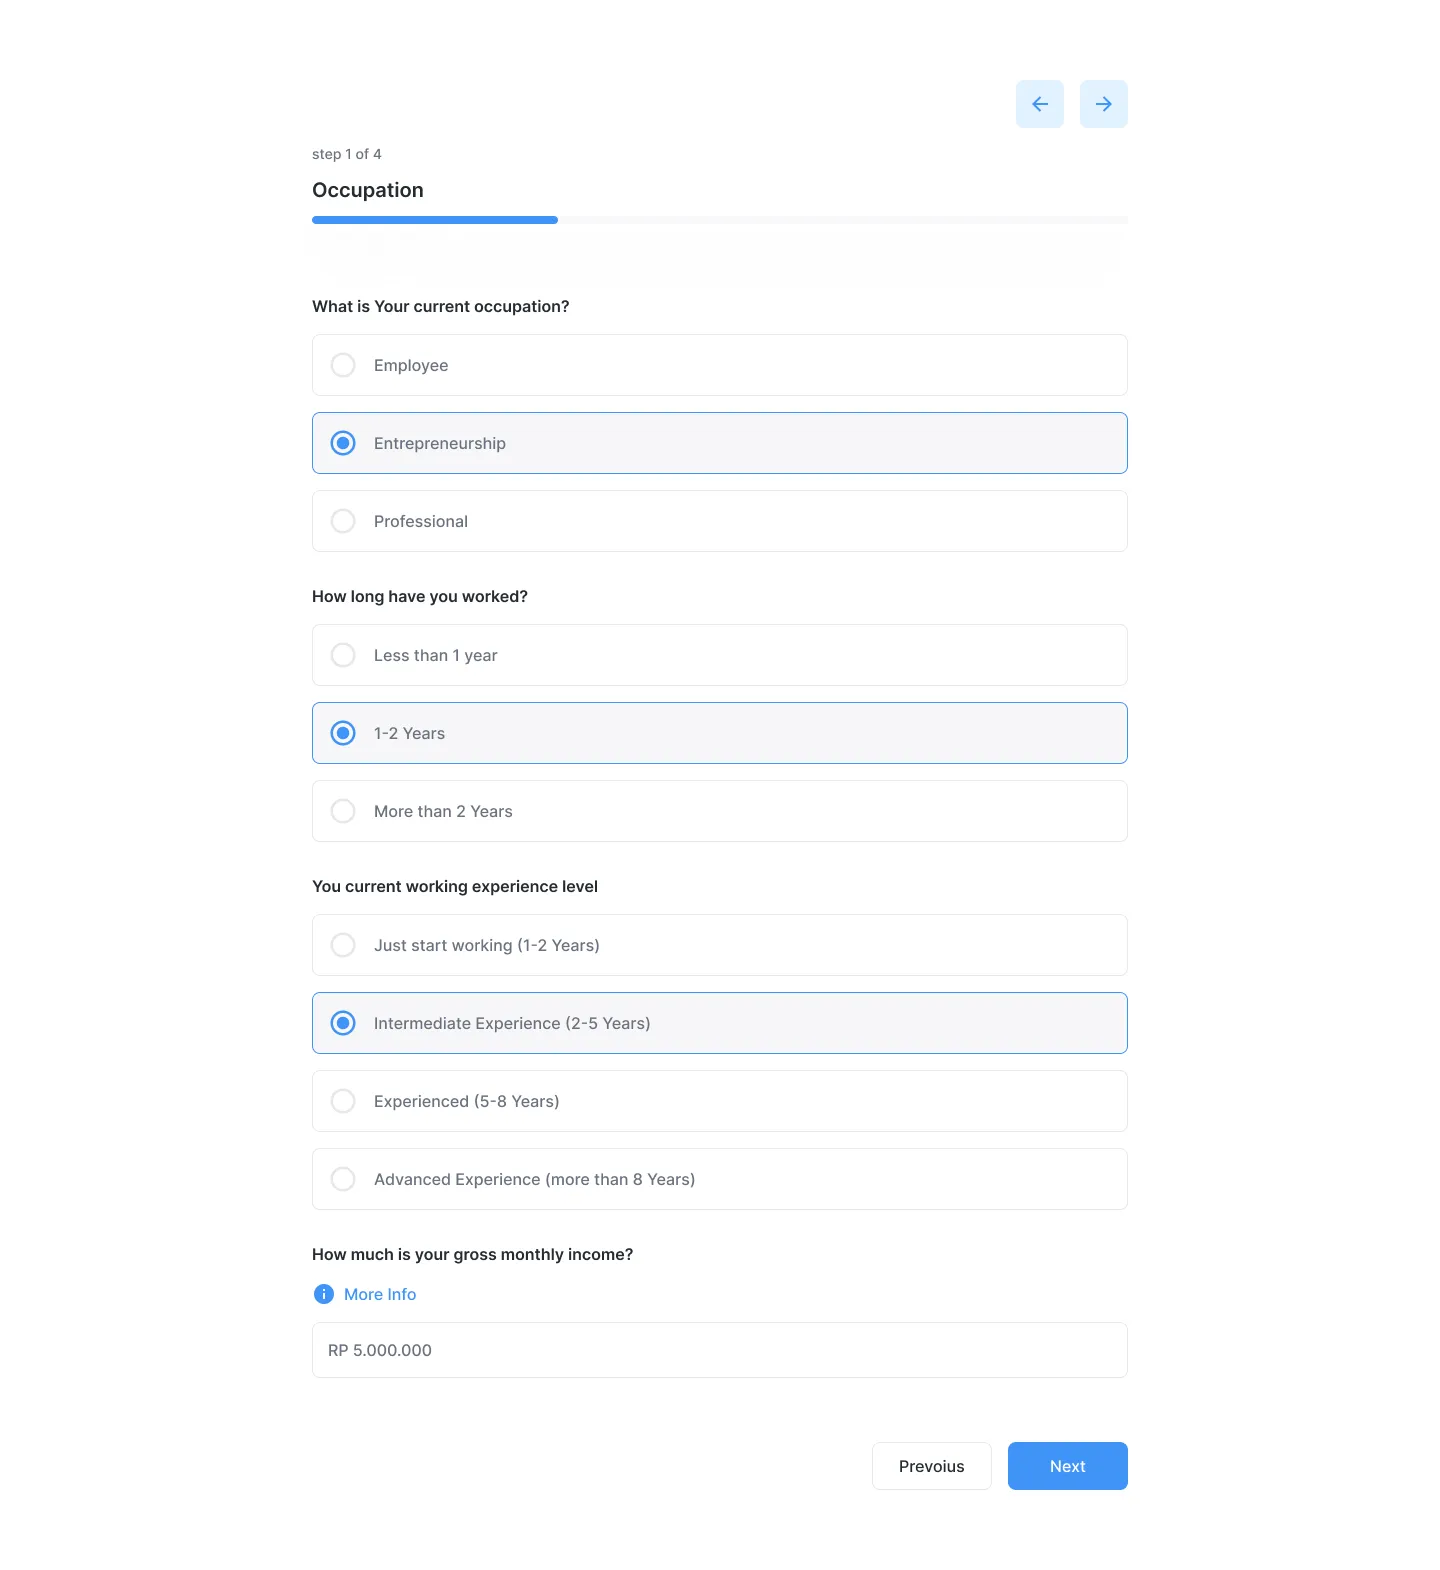 step 1 of 4
Occupation
What is Your current occupation?
Employee
Entrepreneurship
Professional
How long have you worked?
Less than 1 year
1-2 Years
More than 2 Years
You current working experience level
Just start working (1-2 Years)
Intermediate Experience (2-5 Years)
Experienced (5-8 Years)
Advanced Experience (more than 8 Years)
How much is your gross monthly income?
More Info
RP 5.000.000
Prevoius
Next